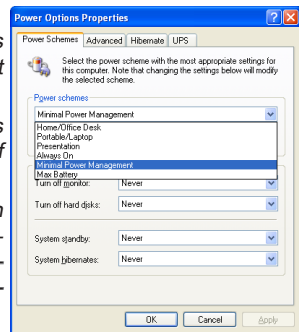 Power Options Properties
Power Schemes Advanced Hibernate UPS
Select the power scheme with the most appropriate settings for
this computer. Note that changing the settings below will modify
the selected scheme.
Power schemes
Minimal Power Management
Home/Office Desk
Portable/Laptop
Presentation
Always On
Minimal Power Management
Max Battery
Turn off monitor: Never
Turn off hard disks: Never
System standby: Never
System hibernates: Never
OK Cancel Apply